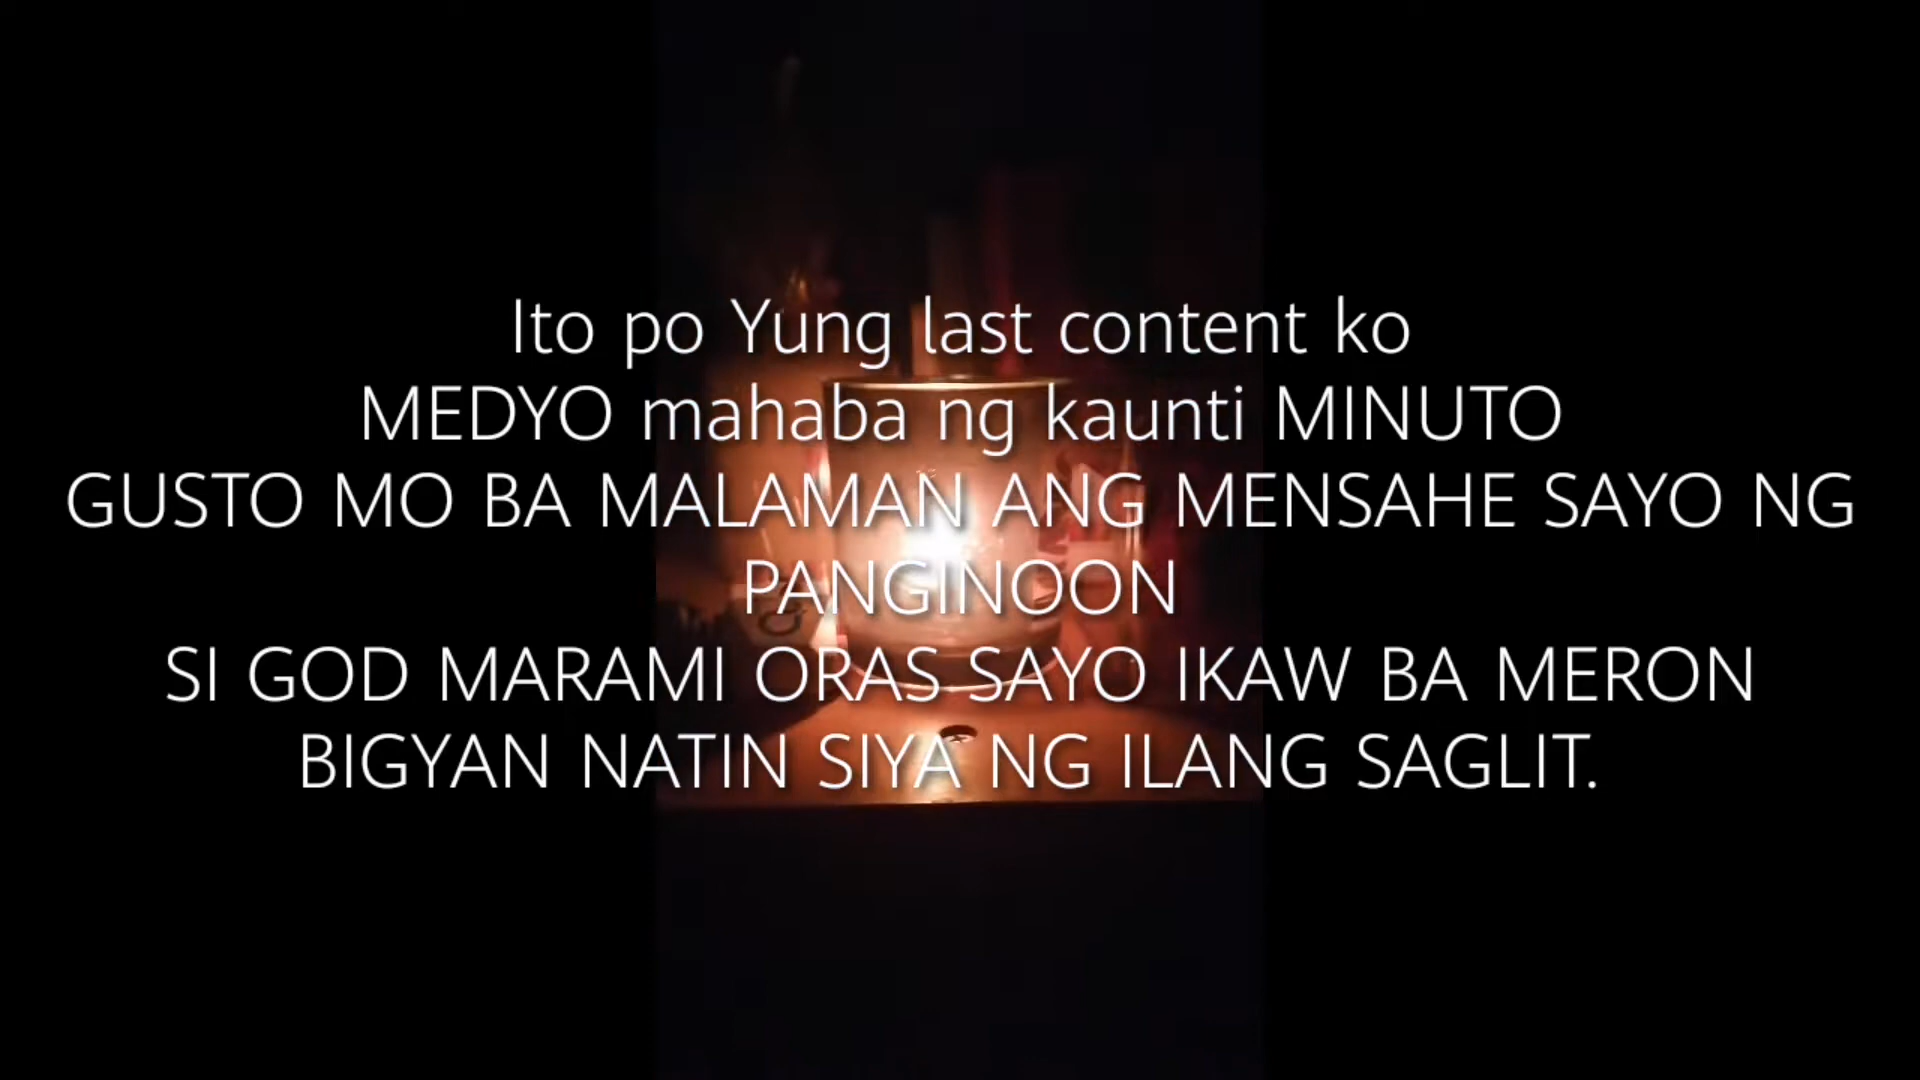 Ito po Yung last content ko
MEDYO mahaba ng kaunti MINUTO
GUSTO MO BA MALAMAN ANG MENSAHE SAYO NG
PANGINOON
SI GOD MARAMI ORAS SAYO IKAW BA MERON
BIGYAN NATIN SIYA NG ILANG SAGLIT.